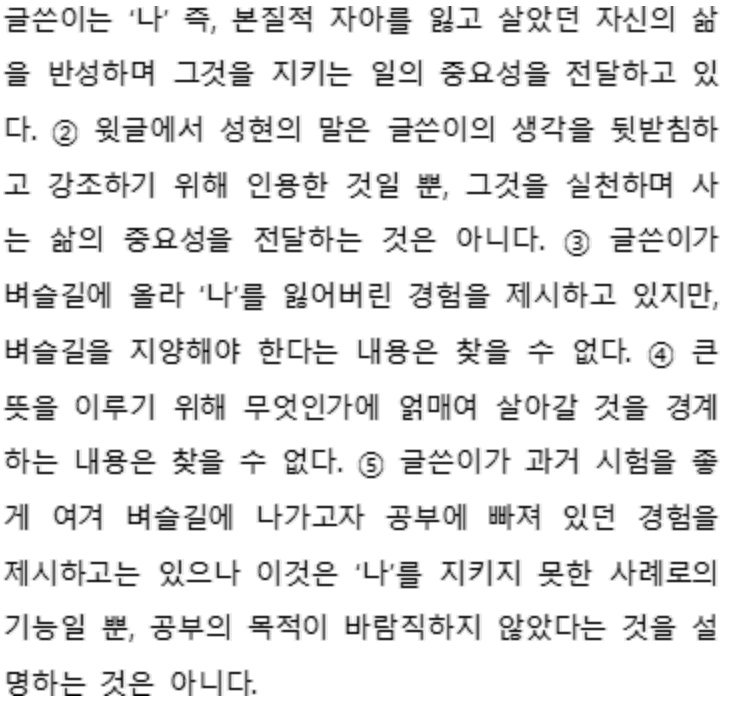 글쓴이는 ‘나’ 즉, 본질적 자아를 잃고 살았던 자신의 삶
을 반성하며 그것을 지키는 일의 중요성을 전달하고 있
다. ② 윗글에서 성현의 말은 글쓴이의 생각을 뒷받침하
고 강조하기 위해 인용한 것일 뿐, 그것을 실천하며 사
는 삶의 중요성을 전달하는 것은 아니다. ③ 글쓴이가
벼슬길에 올라 ‘나’를 잃어버린 경험을 제시하고 있지만,
벼슬길을 지양해야 한다는 내용은 찾을 수 없다. ④ 큰
뜻을 이루기 위해 무엇인가에 얽매여 살아갈 것을 경계
하는 내용은 찾을 수 없다. ⑤ 글쓴이가 과거 시험을 좋
게 여겨 벼슬길에 나가고자 공부에 빠져 있던 경험을
제시하고는 있으나 이것은 ‘나’를 지키지 못한 사례로의
기능일 뿐, 공부의 목적이 바람직하지 않았다는 것을 설
명하는 것은 아니다.